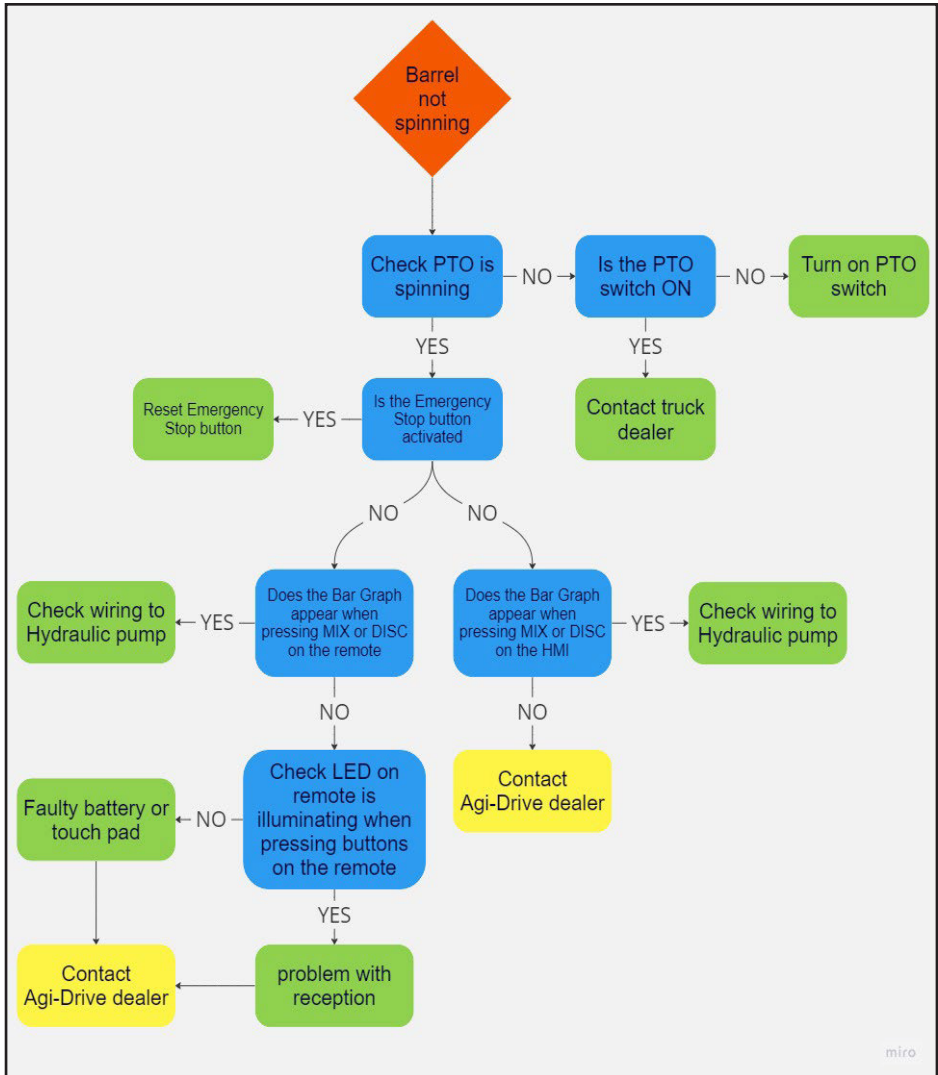 Barrel
not
spinning
Check PTO is
spinning
NO
Is the PTO
switch ON
NO
Turn on PTO
switch
YES
YES
Reset Emergency
Stop button
YES
Is the Emergency
Stop button
activated
Contact truck
dealer
NO
NO
Check wiring to
Hydraulic pump
YES
Does the Bar Graph
appear when
pressing MIX or DISC
on the remote
Does the Bar Graph
appear when
pressing MIX or DISC
on the HMI
YES
Check wiring to
Hydraulic pump
NO
NO
Faulty battery or
touch pad
NO
Check LED on
remote is
illuminating when
pressing buttons
on the remote
Contact
Agi-Drive dealer
YES
Contact
Agi-Drive dealer
problem with
reception
miro